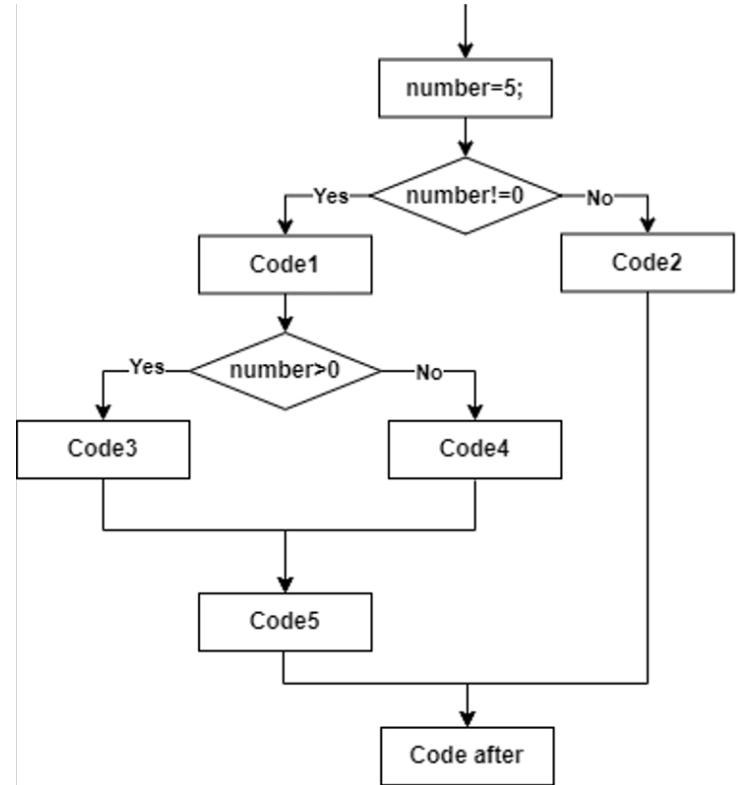 number=5;
Yes
number!=0
No
Code1
Code2
Yes
number>0
No
Code3
Code4
Code5
Code after